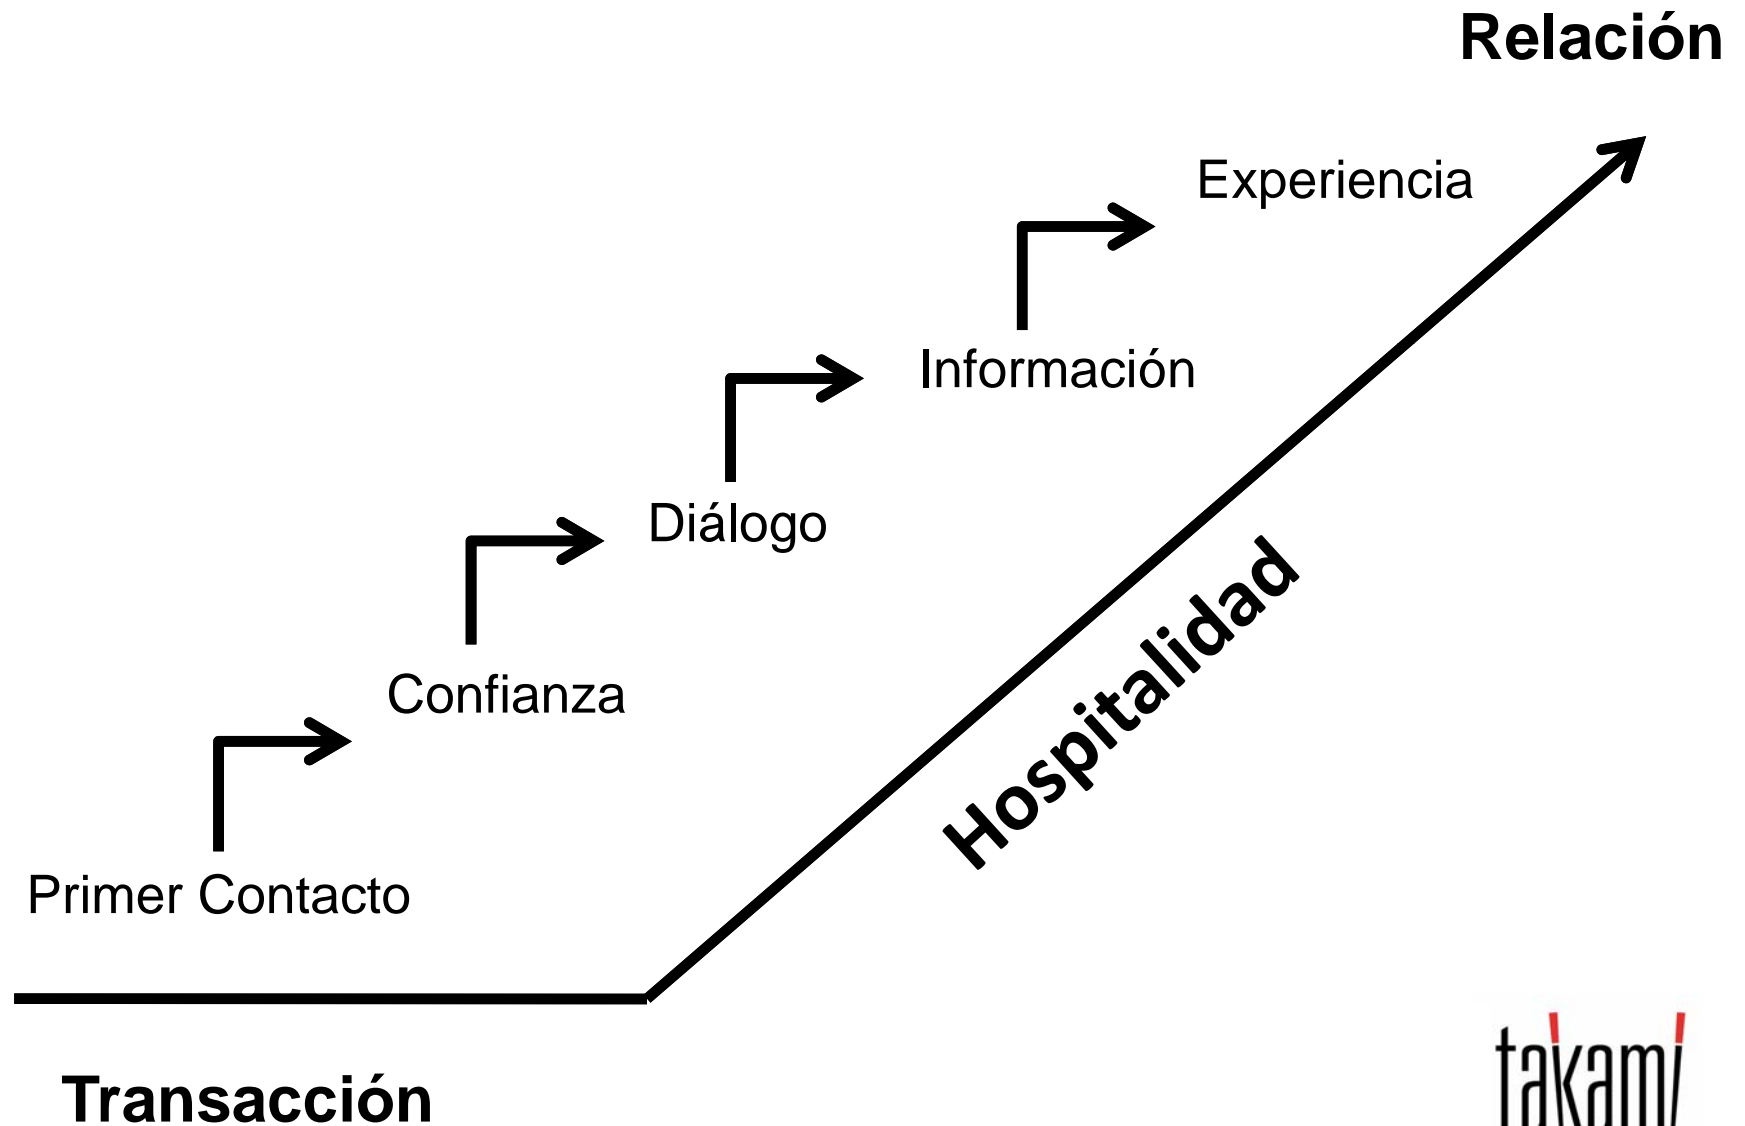 Relación
Experiencia
Información
Diálogo
Hospitalidad
Confianza
Primer Contacto
Transacción
takami